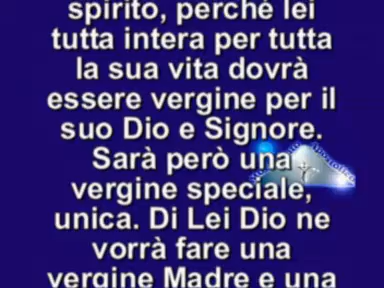 spirito, perchè lei
tutta intera per tutta
la sua vita dovrà
essere vergine per il
suo Dio e Signore.
Sarà però una
vergine speciale,
unica. Di Lei Dio ne
vorrà fare una
vergine Madre e una